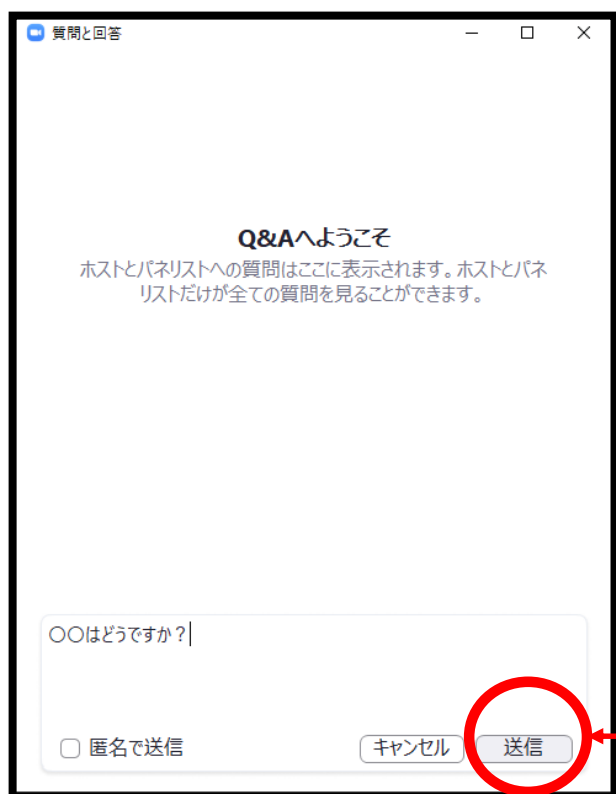 質問と回答
Q&Aへようこそ
ホストとパネリストへの質問はここに表示されます。ホストとパネ
リストだけが全ての質問を見ることができます。
〇〇はどうですか？
匿名で送信
キャンセル
送信